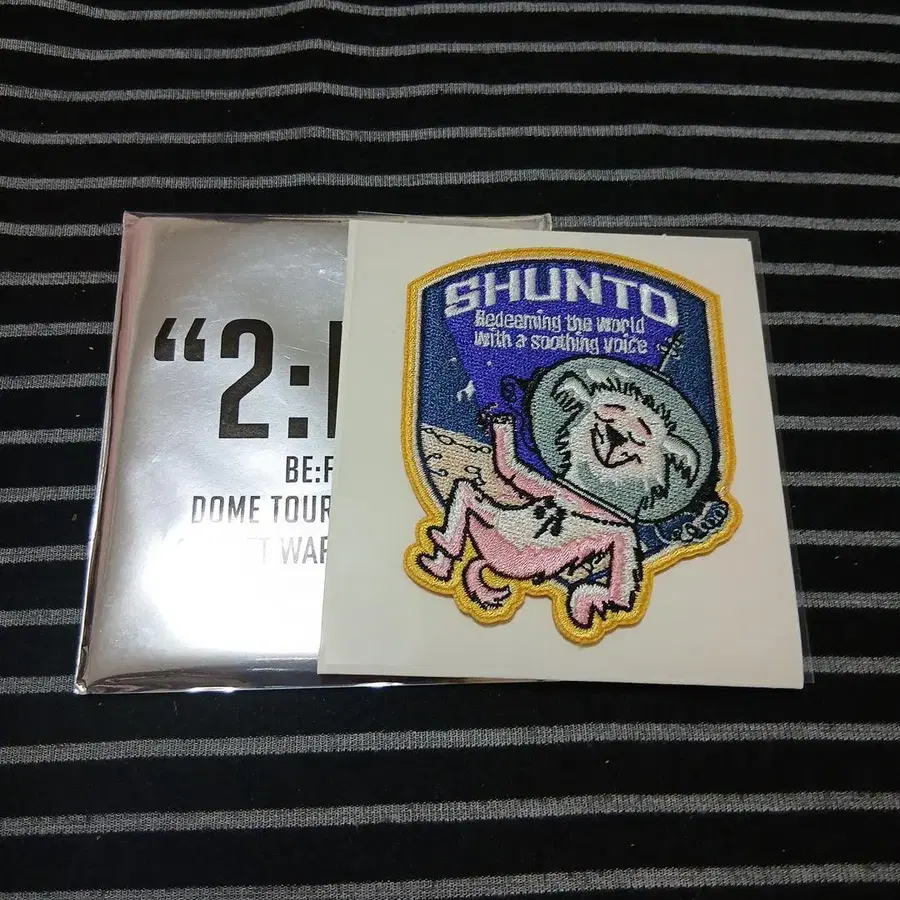 “2:
BE:F
DOME TOUR
SHUNTO
Redeeming the world
with a soothing voice